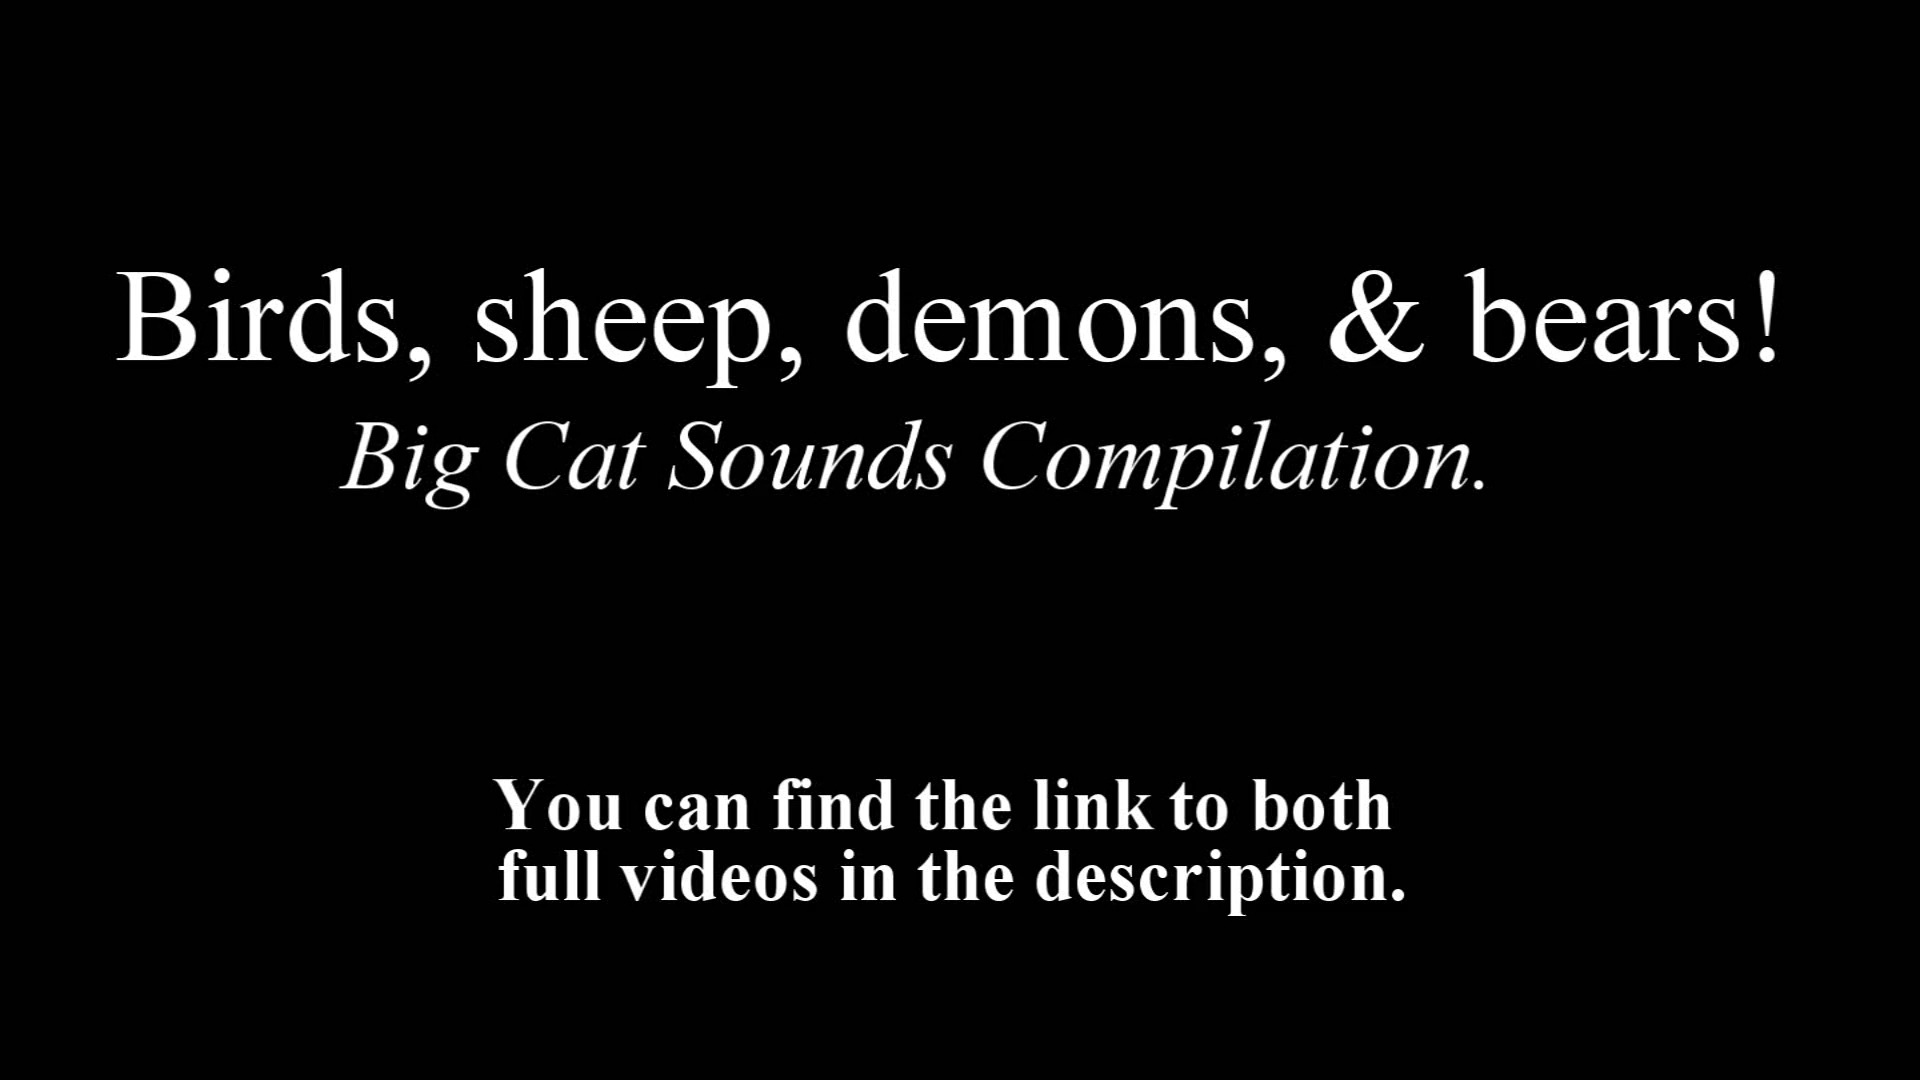 Birds, sheep, demons, & bears!
Big Cat Sounds Compilation.
You can find the link to both
full videos in the description.